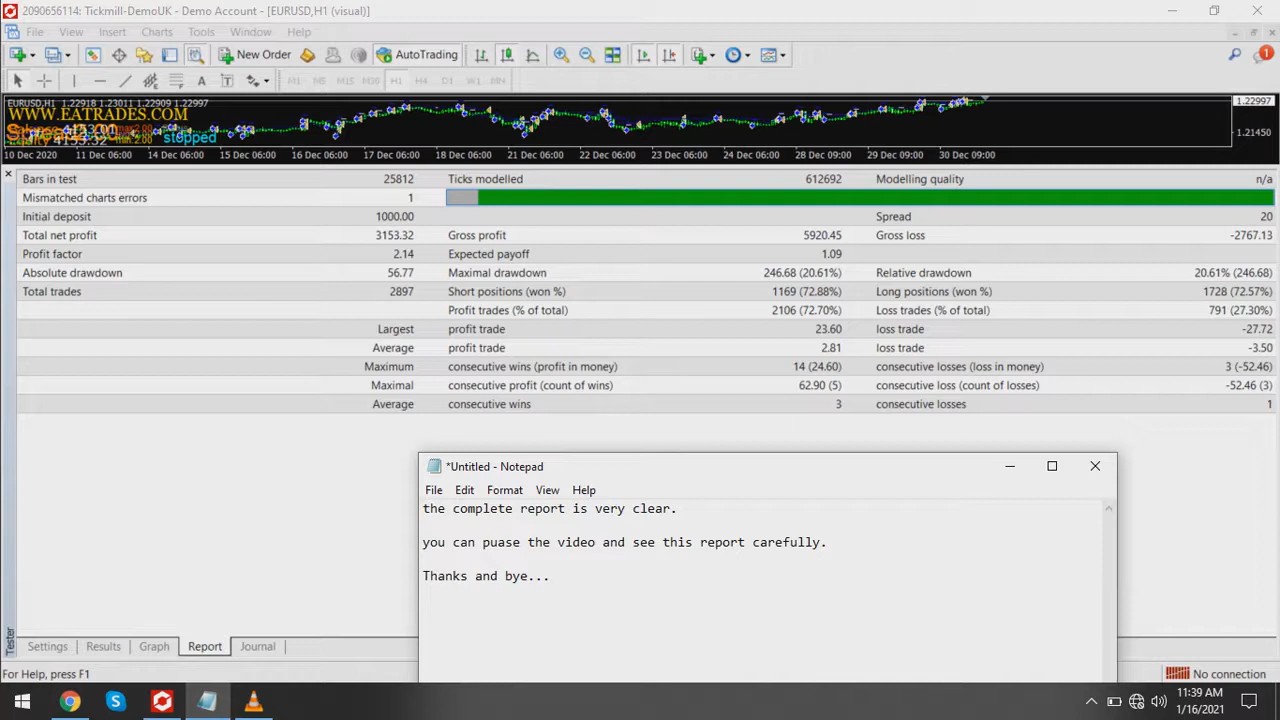 2090656114: Tickmill-DemoUK - Demo Account - [EURUSD,H1 (visual)]
File View Insert Charts Tools Window Help
New Order AutoTrading
M1 M5 M15 M30 H1 H4 D1 W1 MN
EURUSD,H1 1.22918 1.23011 1.22909 1.22997
WWW.EATRADES.COM
stopped
1.22997
1.21450
10 Dec 2020 11 Dec 06:00 14 Dec 06:00 15 Dec 06:00 16 Dec 06:00 17 Dec 06:00 18 Dec 06:00 21 Dec 06:00 22 Dec 06:00 23 Dec 06:00 24 Dec 06:00 28 Dec 09:00 29 Dec 09:00 30 Dec 09:00
Bars in test 25812 Ticks modelled 612692 Modelling quality n/a
Mismatched charts errors 1
Initial deposit 1000.00 Spread 20
Total net profit 3153.32 Gross profit 5920.45 Gross loss -2767.13
Profit factor 2.14 Expected payoff 1.09
Absolute drawdown 56.77 Maximal drawdown 246.68 (20.61%) Relative drawdown 20.61% (246.68)
Total trades 2897 Short positions (won %) 1169 (72.88%) Long positions (won %) 1728 (72.57%)
Profit trades (% of total) 2106 (72.70%) Loss trades (% of total) 791 (27.30%)
Largest profit trade 23.60 loss trade -27.72
Average profit trade 2.81 loss trade -3.50
Maximum consecutive wins (profit in money) 14 (24.60) consecutive losses (loss in money) 3 (-52.46)
Maximal consecutive profit (count of wins) 62.90 (5) consecutive loss (count of losses) -52.46 (3)
Average consecutive wins 3 consecutive losses 1
*Untitled - Notepad
File Edit Format View Help
the complete report is very clear.
you can puase the video and see this report carefully.
Thanks and bye...
Tester
Settings Results Graph Report Journal
For Help, press F1
No connection
11:39 AM
1/16/2021